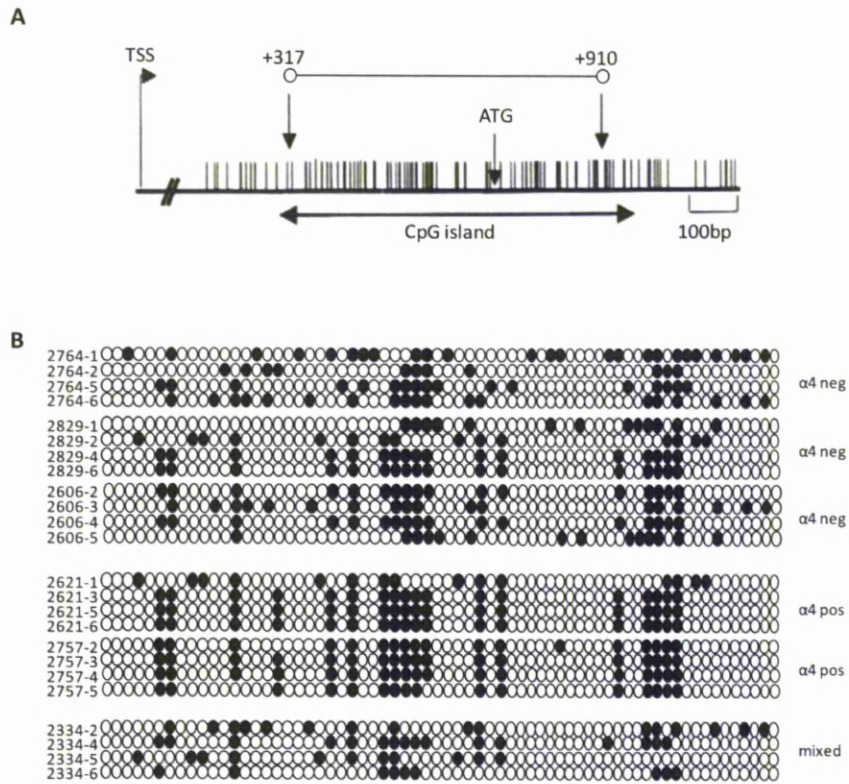 A
TSS
+317
+910
ATG
CpG island
100bp
B
2764-1
2764-2
2764-5
2764-6
α4 neg
2829-1
2829-2
2829-4
2829-6
α4 neg
2606-2
2606-3
2606-4
2606-5
α4 neg
2621-1
2621-3
2621-5
2621-6
α4 pos
2757-2
2757-3
2757-4
2757-5
α4 pos
2334-2
2334-4
2334-5
2334-6
mixed